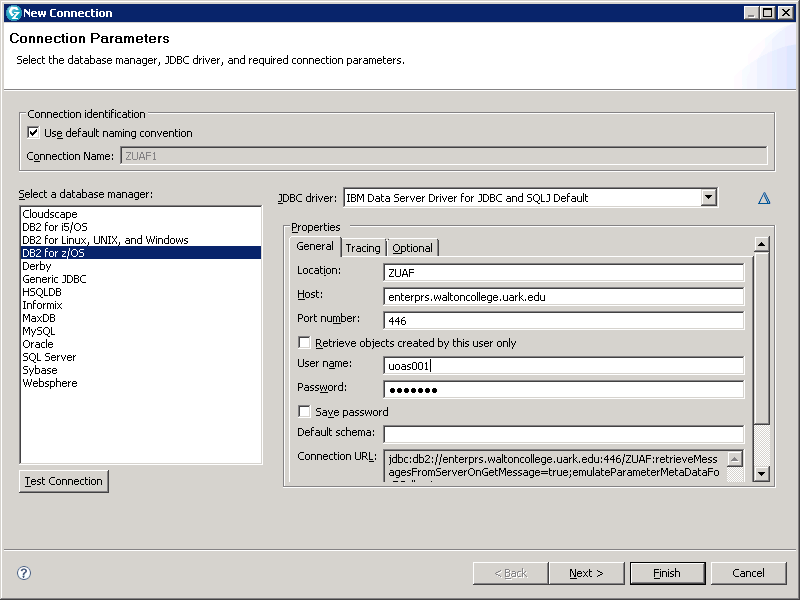 New Connection
Connection Parameters
Select the database manager, JDBC driver, and required connection parameters.
Connection identification
Use default naming convention
Connection Name: ZUAF1
Select a database manager:
Cloudscape
DB2 for i5/OS
DB2 for Linux, UNIX, and Windows
DB2 for z/OS
Derby
Generic JDBC
HSQLDB
Informix
MaxDB
MySQL
Oracle
SQL Server
Sybase
Websphere
Test Connection
JDBC driver: IBM Data Server Driver for JDBC and SQLJ Default
Properties
General Tracing Optional
Location: ZUAF
Host: enterprs.waltoncollege.uark.edu
Port number: 446
Retrieve objects created by this user only
User name: uoas001
Password: ●●●●●●●
Save password
Default schema:
Connection URL: jdbc:db2://enterprs.waltoncollege.uark.edu:446/ZUAF:retrieveMess
agesFromServerOnGetMessage=true;emulateParameterMetaDataFo
? < Back Next > Finish Cancel